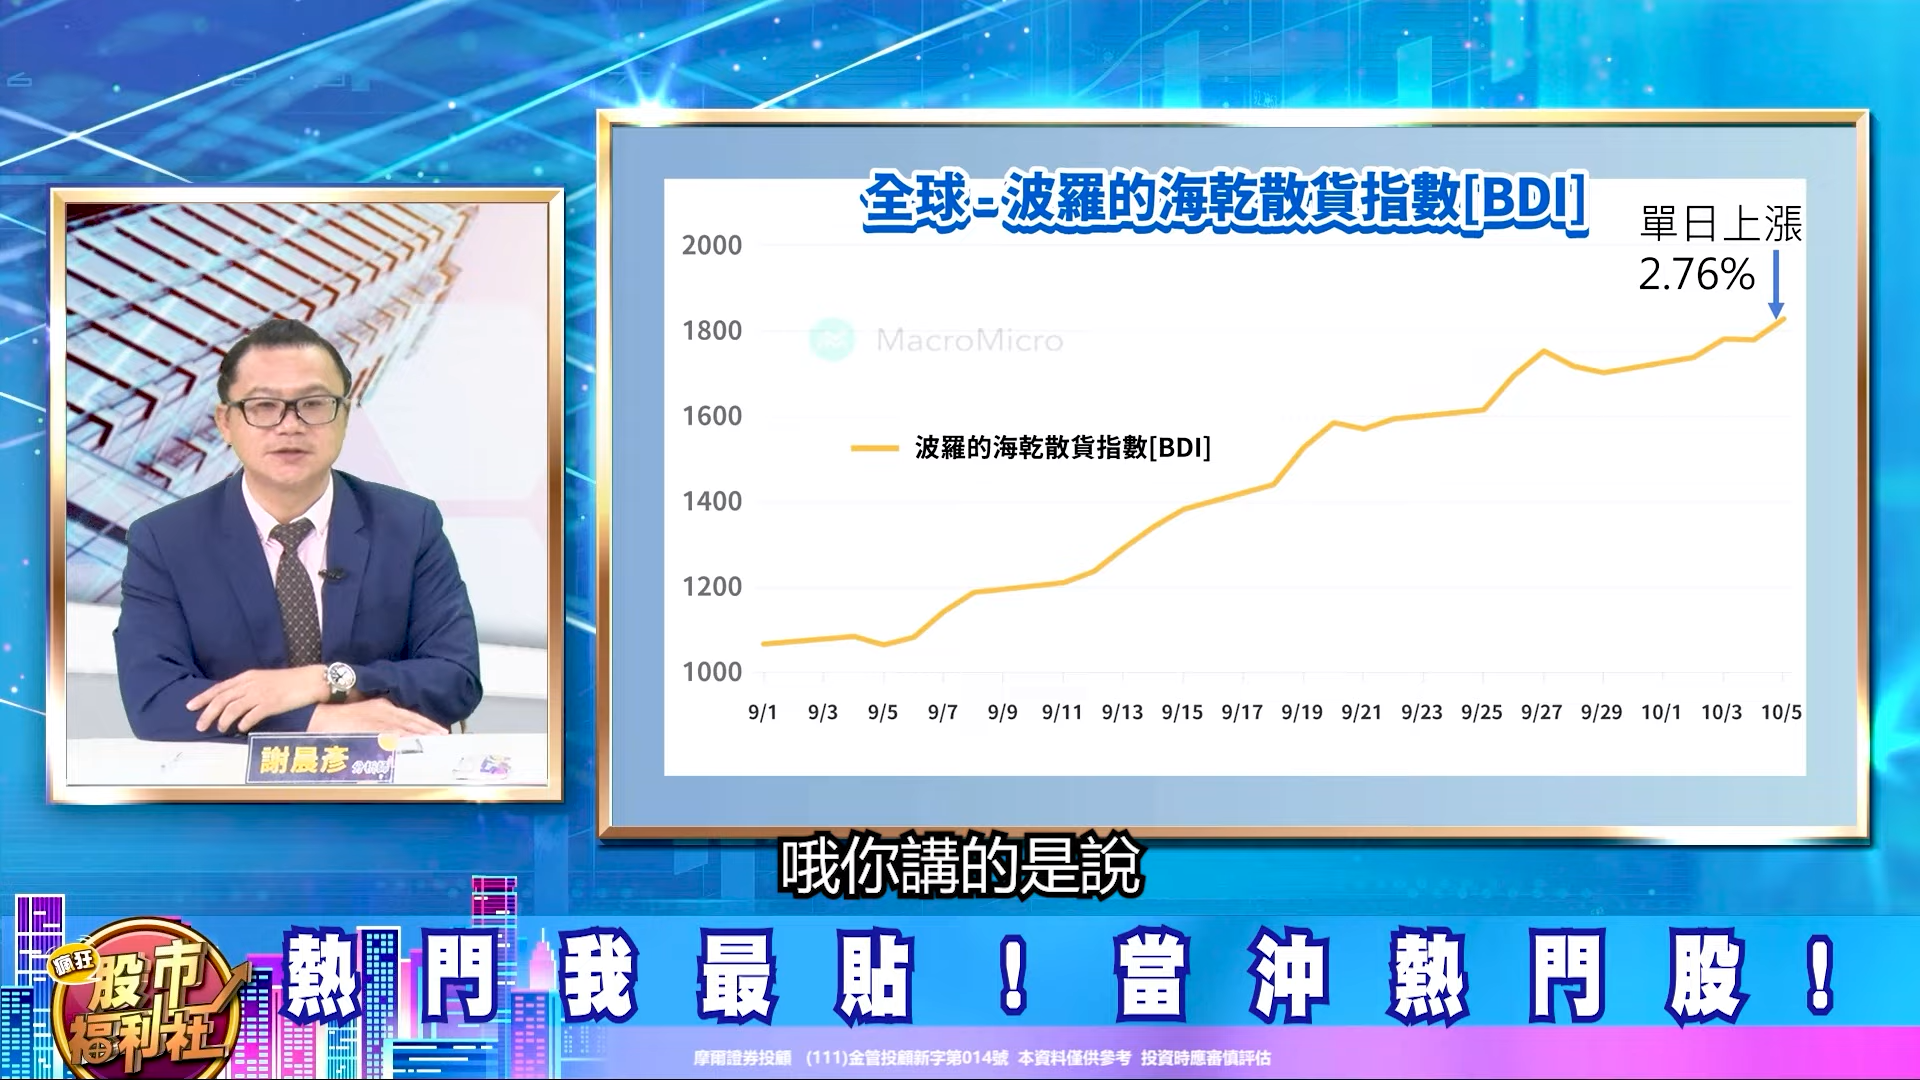 全球-波羅的海乾散貨指數[BDI]
單日上漲
2.76%
2000
1800
1600
1400
1200
1000
MacroMicro
波羅的海乾散貨指數[BDI]
9/1 9/3 9/5 9/7 9/9 9/11 9/13 9/15 9/17 9/19 9/21 9/23 9/25 9/27 9/29 10/1 10/3 10/5
謝晨彥 分析師
哦你講的是說
瘋狂
股市
福利社
熱門我最貼！當沖熱門股！
摩爾證券投顧 (111)金管投顧新字第014號 本資料僅供參考 投資時應審慎評估